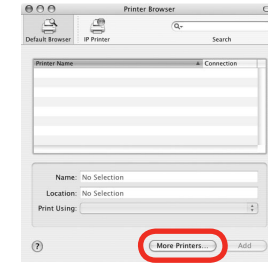 Printer Browser
Default Browser IP Printer Search
Printer Name Connection
Name: No Selection
Location: No Selection
Print Using:
? More Printers... Add